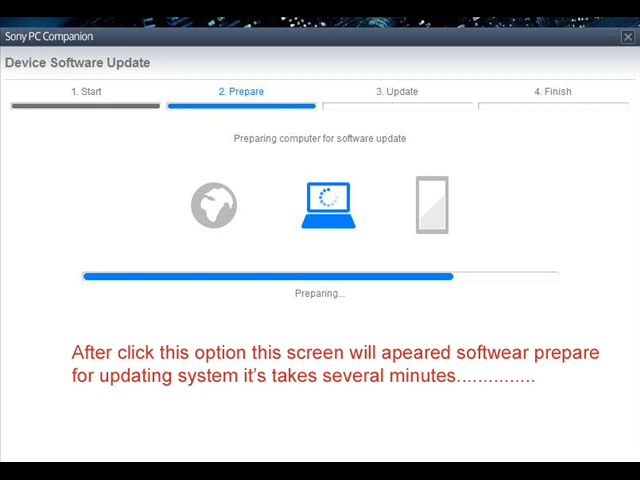 Sony PC Companion
Device Software Update
1. Start
2. Prepare
3. Update
4. Finish
Preparing computer for software update
Preparing...
After click this option this screen will apeared softwear prepare
for updating system it's takes several minutes...............